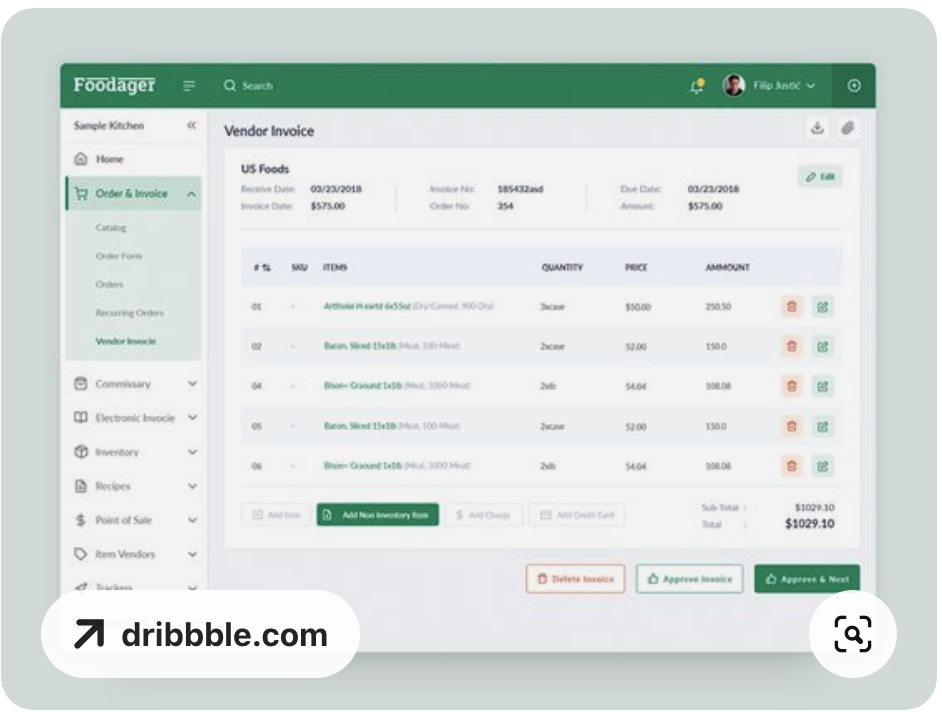 Foodager
Search
Filip Justić
Sample Kitchen
Vendor Invoice
Home
Order & Invoice
Catalog
Order Form
Orders
Recurring Orders
Vendor Invocie
Commissary
Electronic Invocie
Inventory
Recipes
Point of Sale
Item Vendors
Trackers
US Foods
Edit
Receive Date: 03/23/2018 Invoice No: 185432asd Due Date: 03/23/2018
Invoice Date: $575.00 Order No: 354 Amount: $575.00
# SKU ITEMS QUANTITY PRICE AMMOUNT
01 - 6x55oz (Dry/Canned, 900-Dry) 3xcase $50.00 250.50
02 - Bacon, Sliced 15x1lb (Meat, 100-Meat) 2xcase 52.00 150.0
04 - Bison- Graound 1x1lb (Meat, 1000-Meat) 2xlb 54.04 108.08
05 - Bacon, Sliced 15x1lb (Meat, 100-Meat) 2xcase 52.00 150.0
06 - Bison- Graound 1x1lb (Meat, 1000-Meat) 2xlb 54.04 108.08
Add Item Add Non Inventory Item $ Add Charge Add Credit Card
Sub Total : $1029.10
Total : $1029.10
Delete Invoice Approve Invoice Approve & Next
dribbble.com